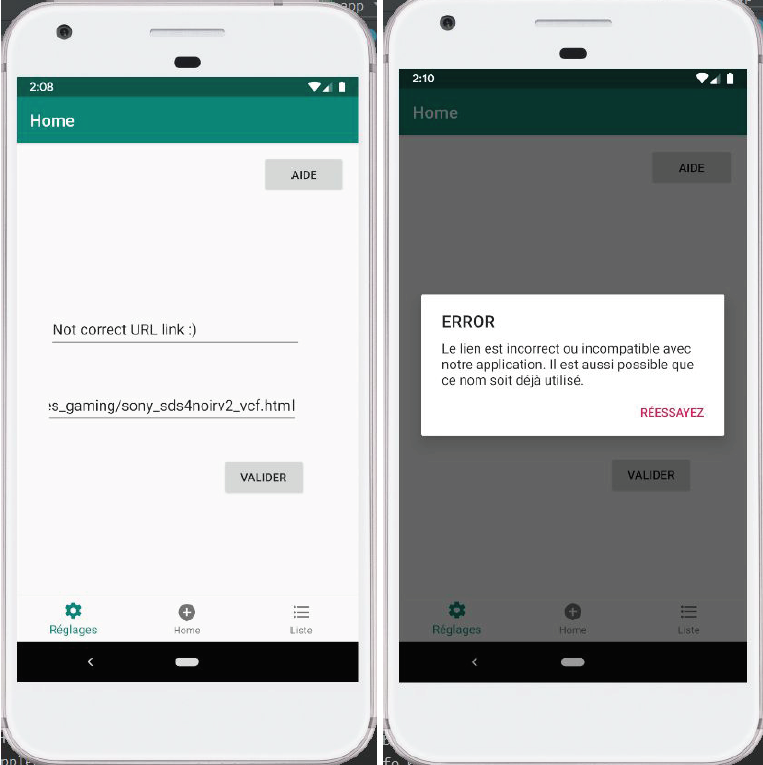 2:08
Home
AIDE
Not correct URL link :)
es_gaming/sony_sds4noirv2_vcf.html
VALIDER
Réglages
Home
Liste
2:10
Home
AIDE
ERROR
Le lien est incorrect ou incompatible avec
notre application. Il est aussi possible que
ce nom soit déjà utilisé.
RÉESSAYEZ
VALIDER
Réglages
Home
Liste